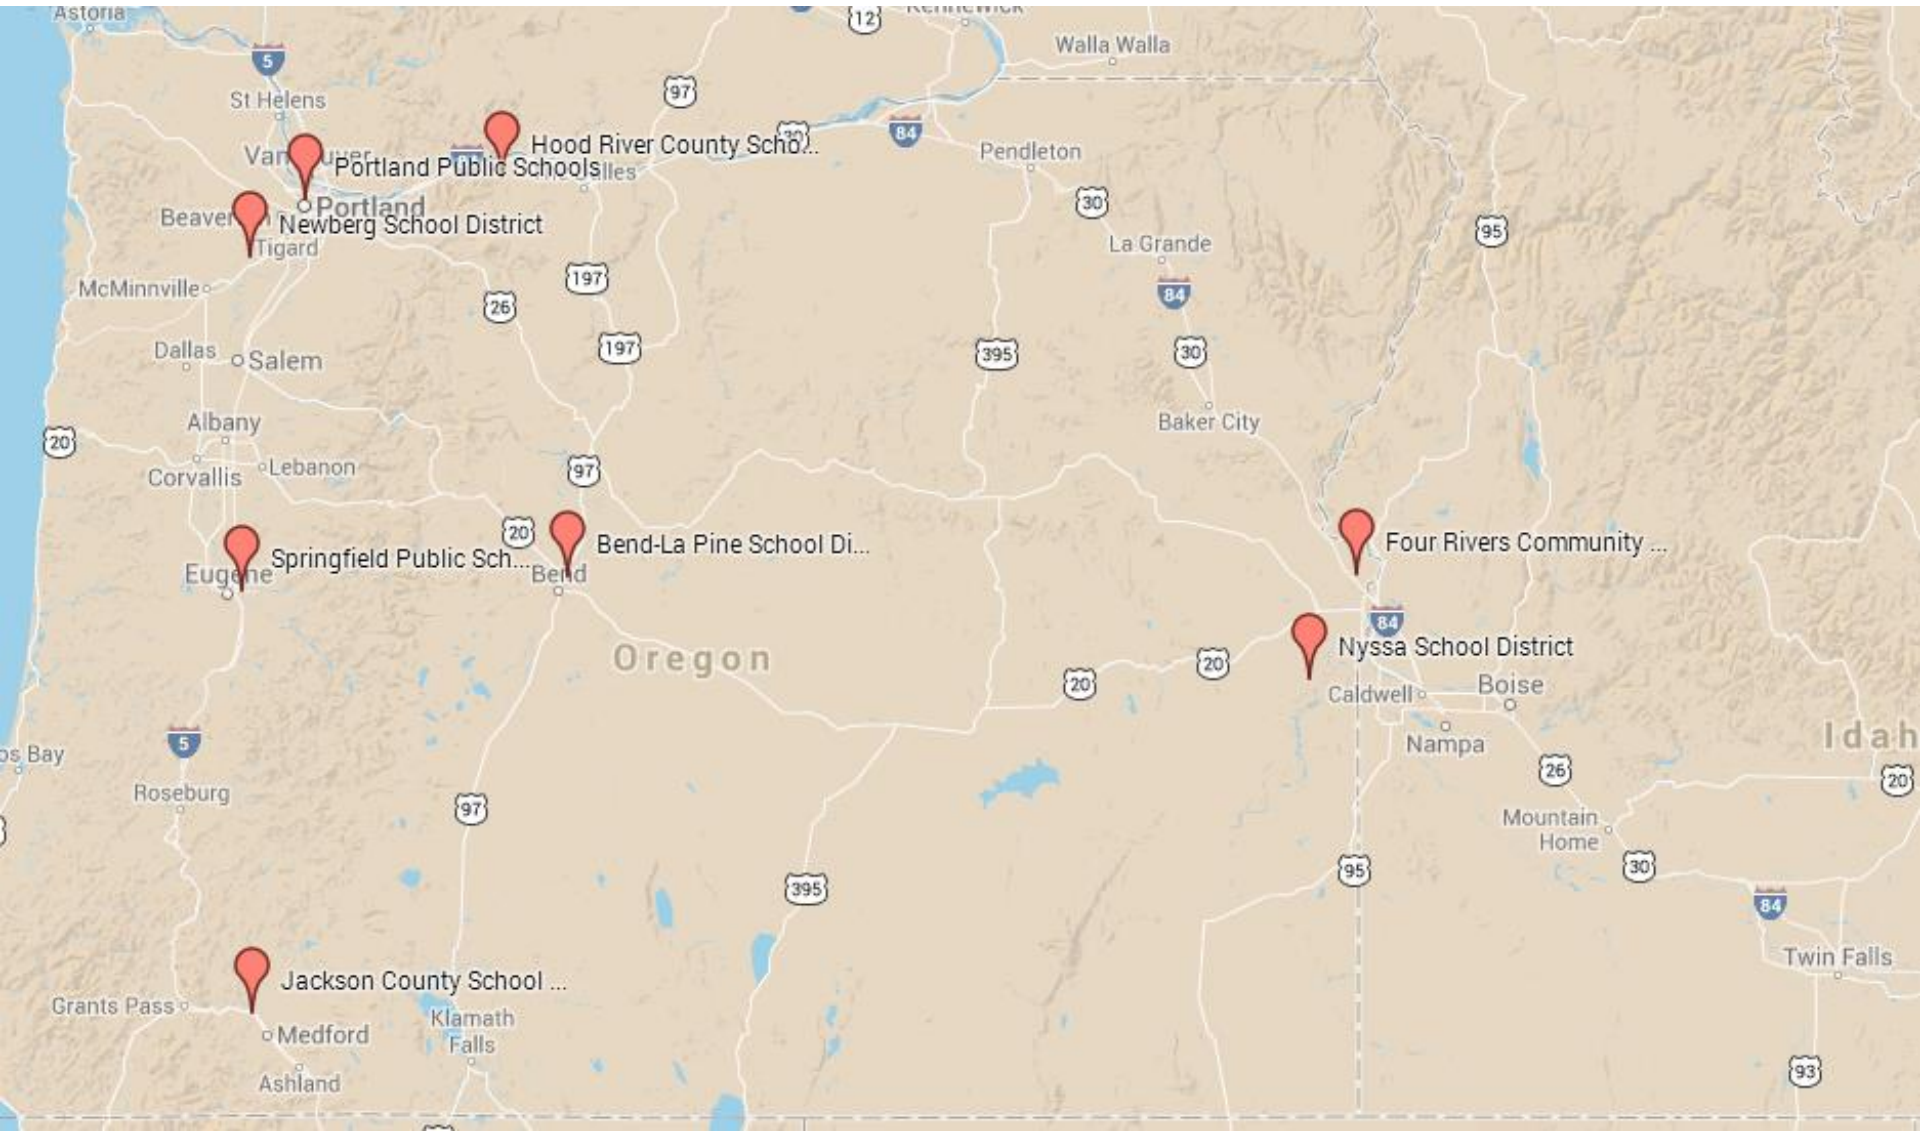 Astoria
12
Kennewick
Walla Walla
5
97
St Helens
30
84
Hood River County Scho...
Pendleton
Portland Public Schools
30
Portland
Newberg School District
Tigard
95
La Grande
McMinnville
197
84
26
Dallas
Salem
197
395
30
Albany
Baker City
20
Corvallis
Lebanon
97
20
Bend-La Pine School Di...
Four Rivers Community ...
Springfield Public Sch...
Eugene
Bend
84
Oregon
Nyssa School District
20
20
Caldwell
Boise
5
os Bay
Nampa
Idah
26
20
Roseburg
97
Mountain
Home
30
95
395
84
Twin Falls
Jackson County School ...
Grants Pass
Klamath
Falls
Medford
Ashland
93